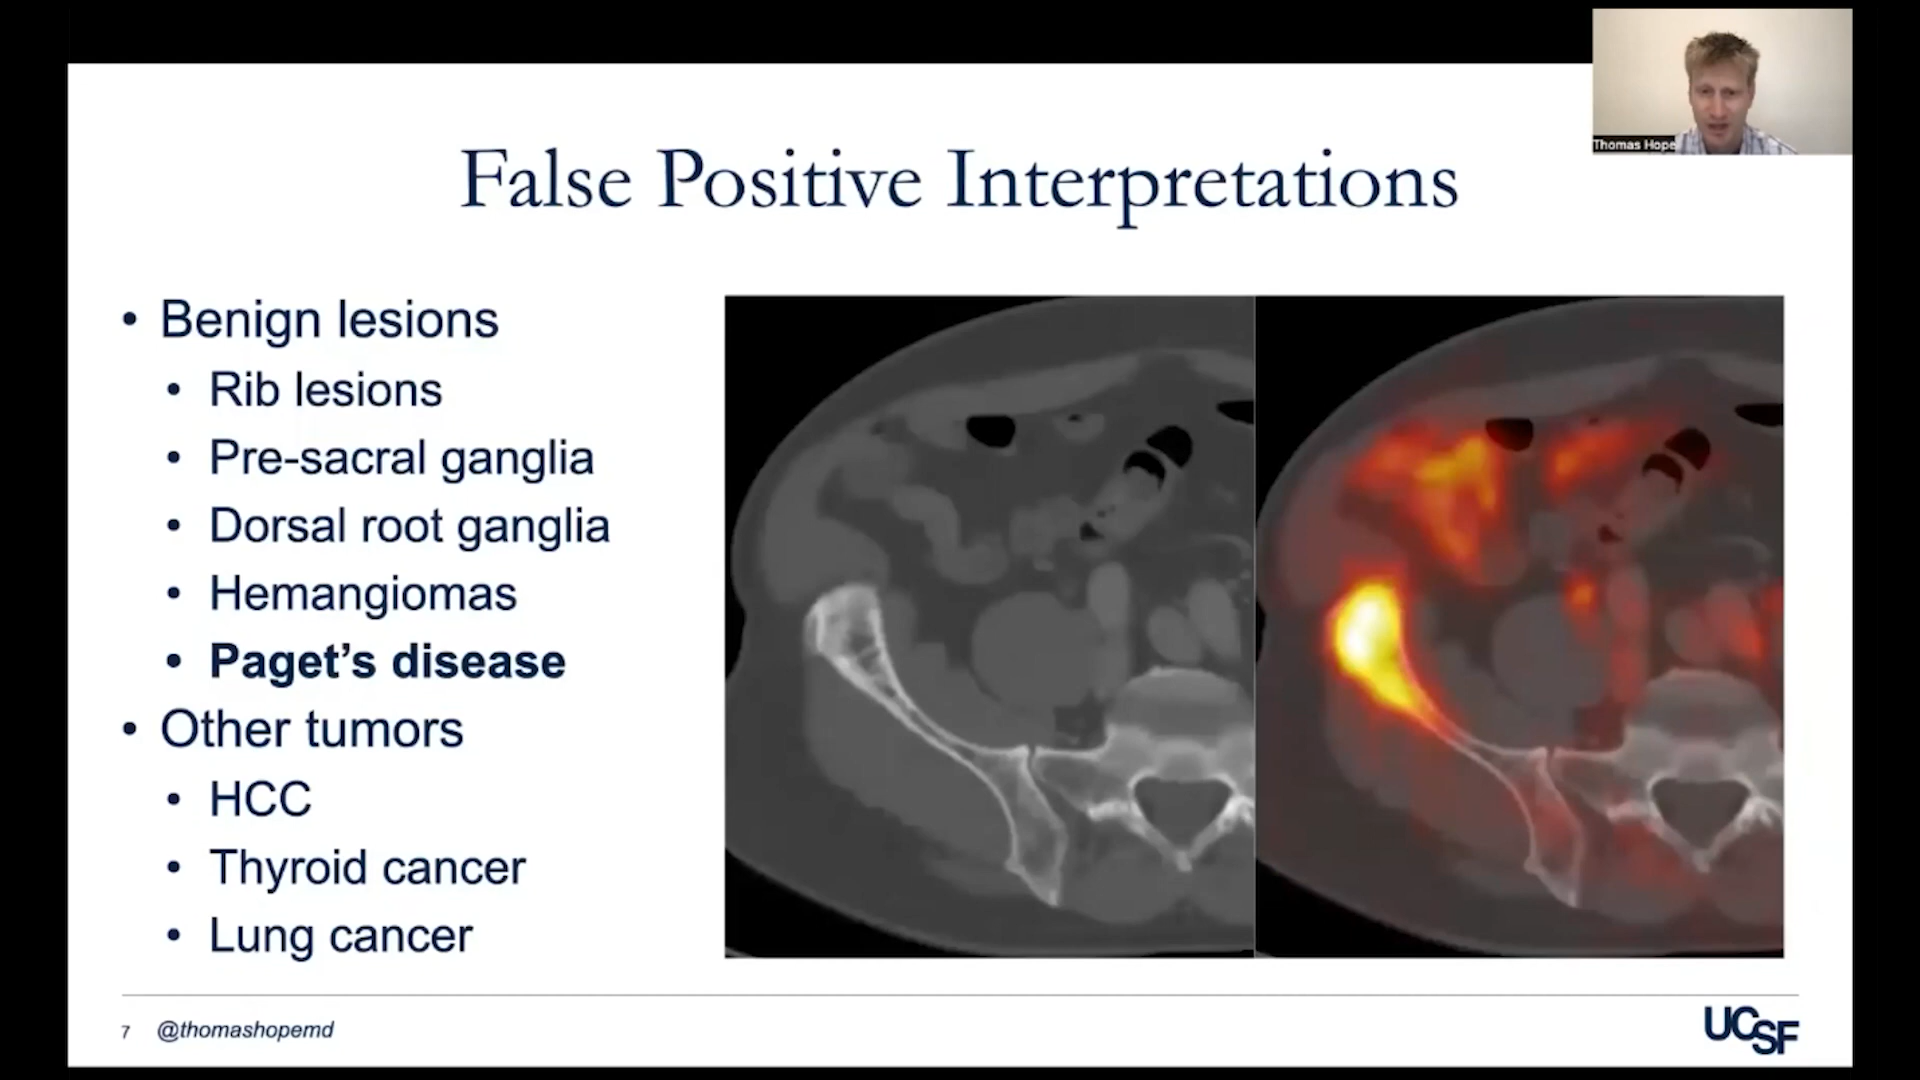 Thomas Hope
False Positive Interpretations
• Benign lesions
• Rib lesions
• Pre-sacral ganglia
• Dorsal root ganglia
• Hemangiomas
• Paget’s disease
• Other tumors
• HCC
• Thyroid cancer
• Lung cancer
7 @thomashopemd
UCSF